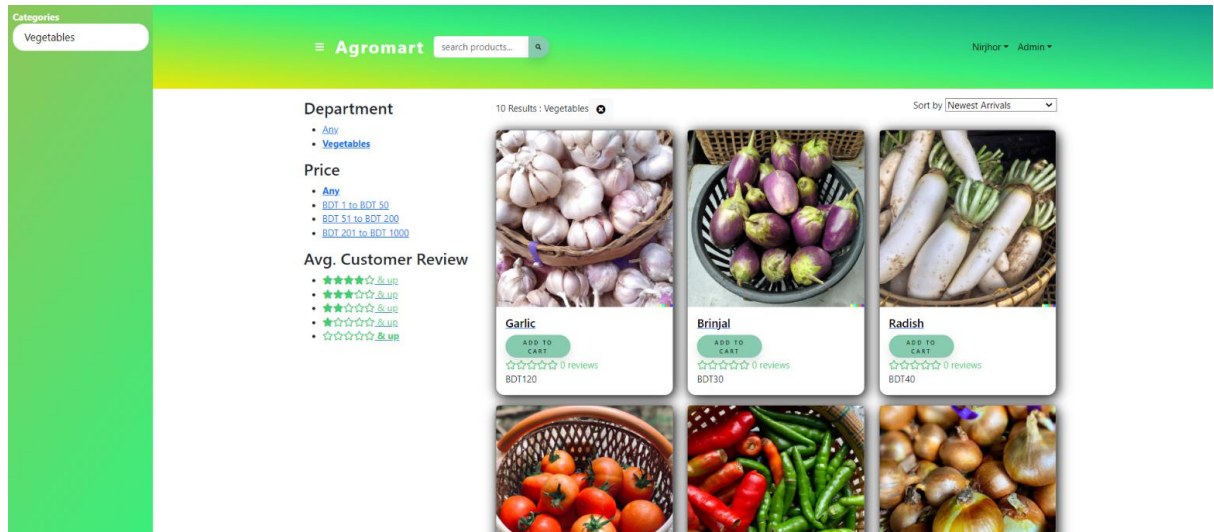 Categories
Vegetables
Agromart
search products...
Nirjhor
Admin
Department
Any
Vegetables
Price
Any
BDT 1 to BDT 50
BDT 51 to BDT 200
BDT 201 to BDT 1000
Avg. Customer Review
& up
& up
& up
& up
& up
10 Results : Vegetables
Sort by Newest Arrivals
Garlic
ADD TO
CART
0 reviews
BDT120
Brinjal
ADD TO
CART
0 reviews
BDT30
Radish
ADD TO
CART
0 reviews
BDT40